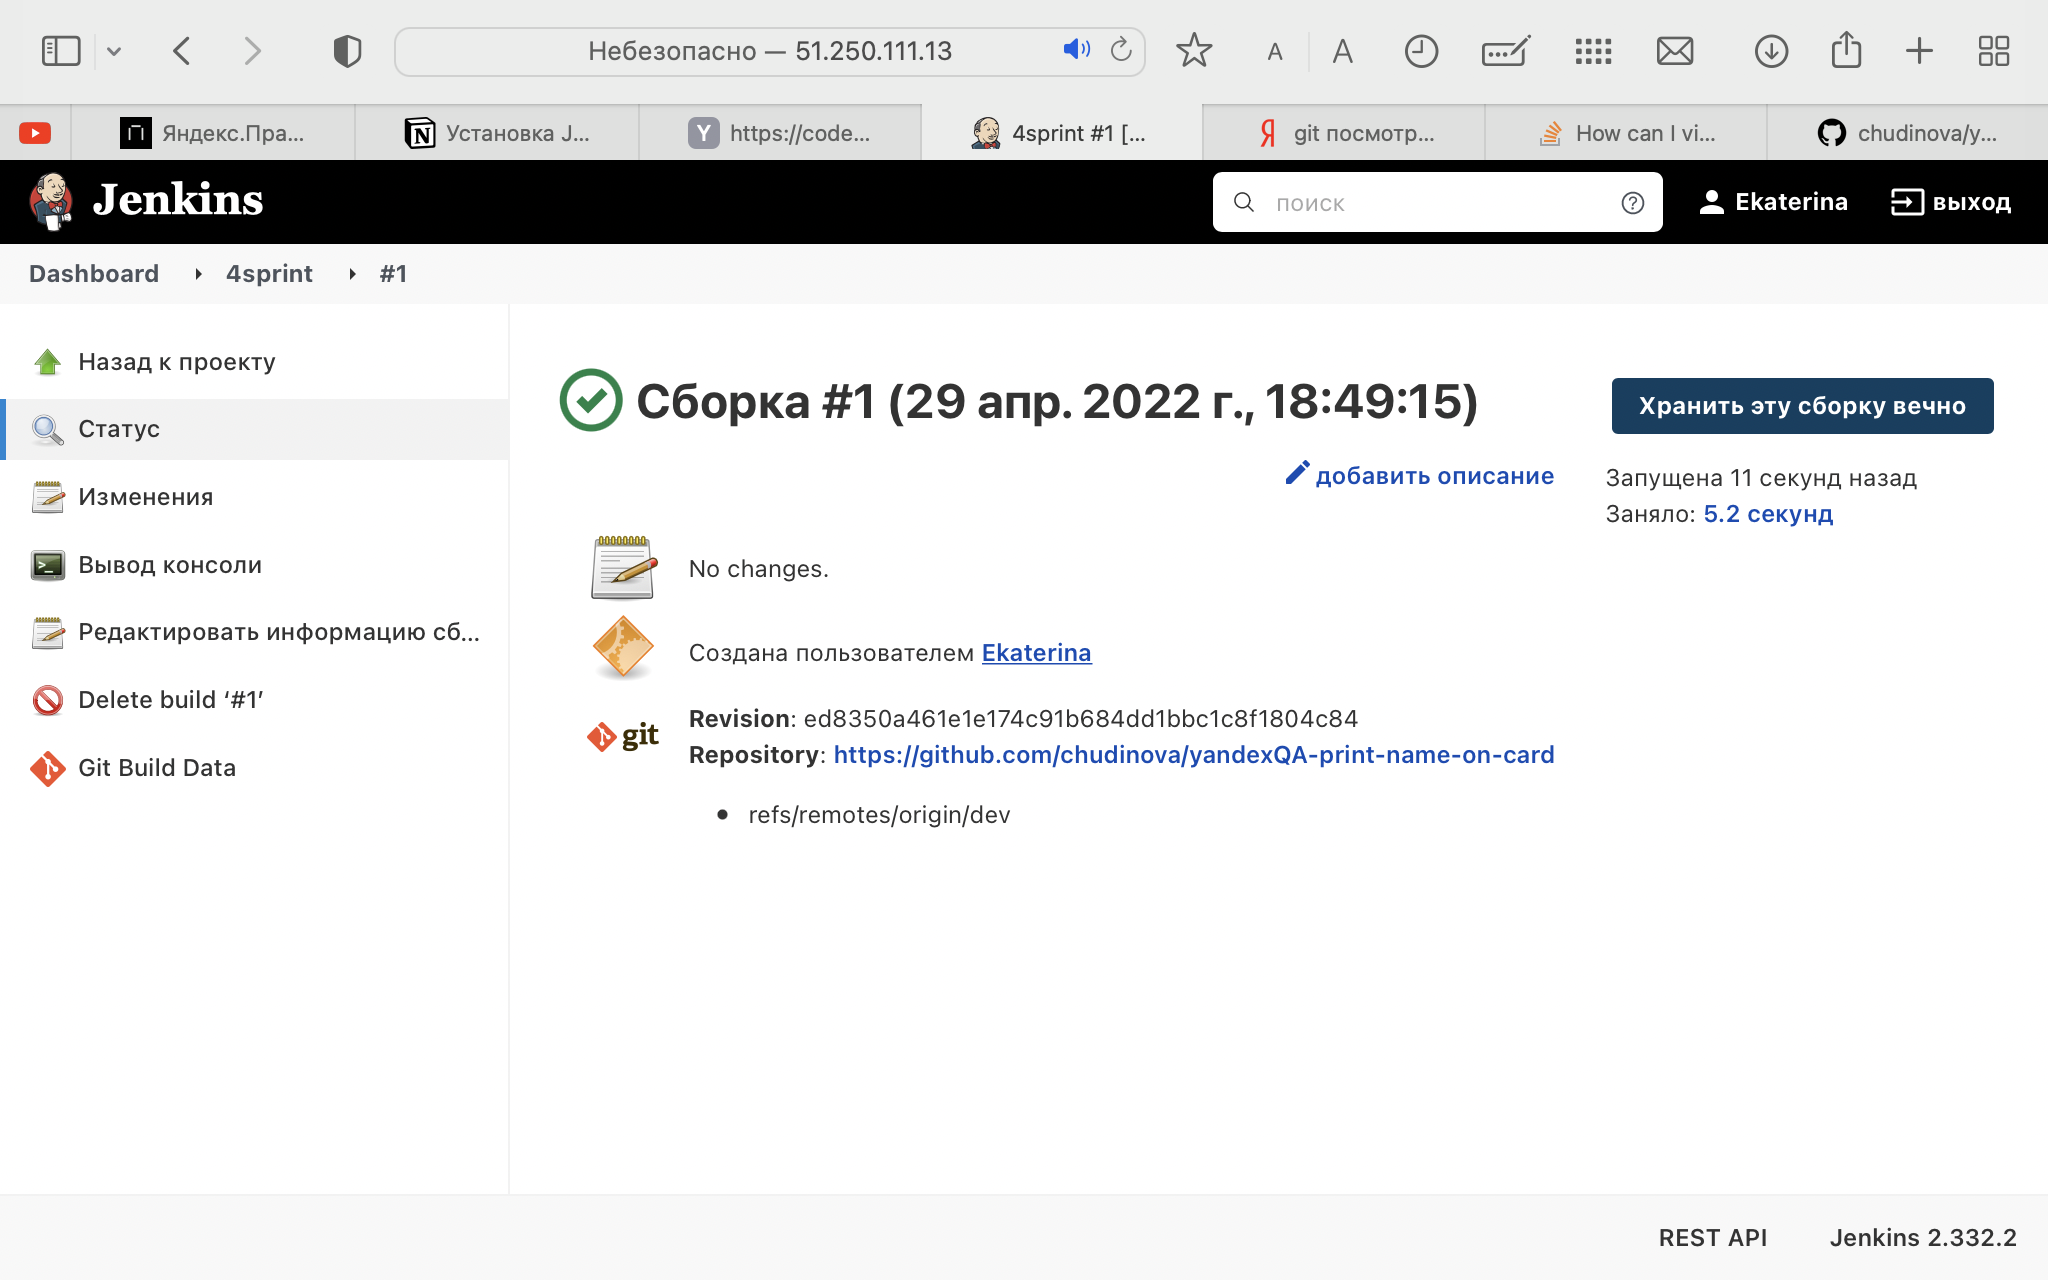 Небезопасно — 51.250.111.13
A A
Яндекс.Пра...
Установка J...
https://code...
4sprint #1 [...
git посмотр...
How can I vi...
chudinova/y...
Jenkins
поиск
Ekaterina
выход
Dashboard
4sprint
#1
Назад к проекту
Статус
Изменения
Вывод консоли
Редактировать информацию сб...
Delete build ‘#1’
Git Build Data
Сборка #1 (29 апр. 2022 г., 18:49:15)
Хранить эту сборку вечно
добавить описание
Запущена 11 секунд назад
Заняло: 5.2 секунд
No changes.
Создана пользователем Ekaterina
git
Revision: ed8350a461e1e174c91b684dd1bbc1c8f1804c84
Repository: https://github.com/chudinova/yandexQA-print-name-on-card
refs/remotes/origin/dev
REST API
Jenkins 2.332.2